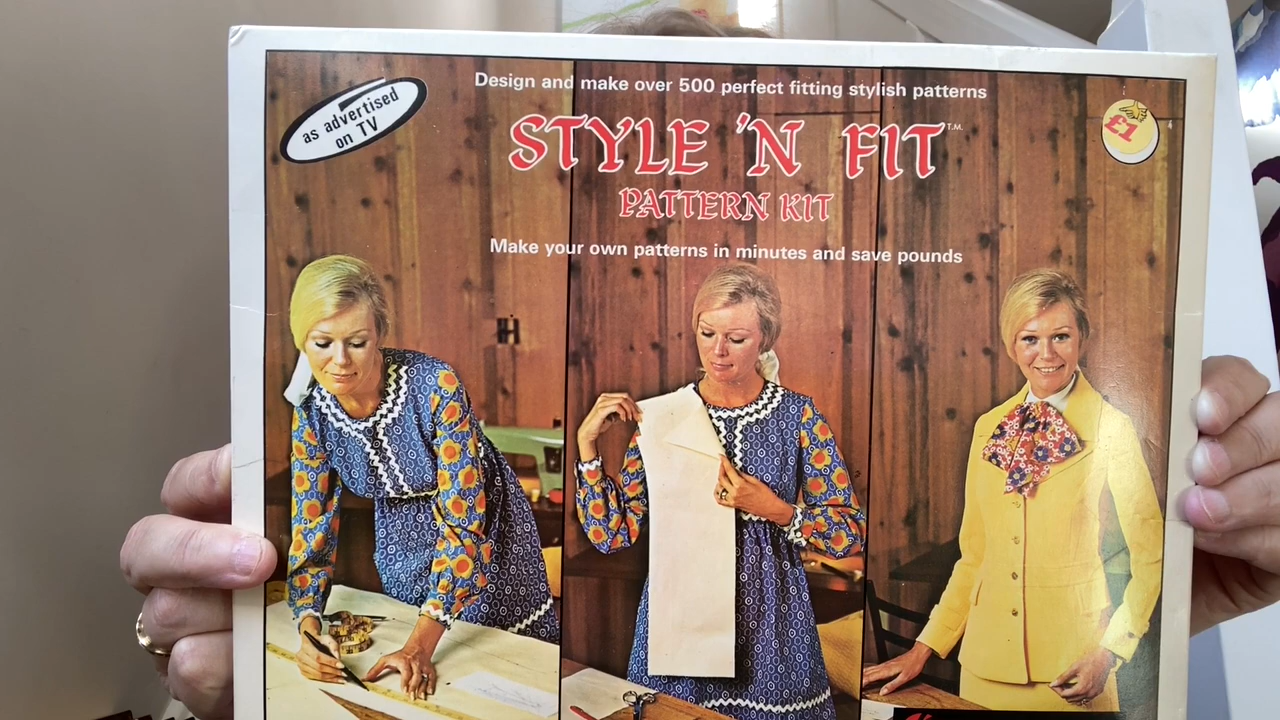 Design and make over 500 perfect fitting stylish patterns
as advertised
on TV
STYLE 'N FIT T.M.
£1
PATTERN KIT
Make your own patterns in minutes and save pounds